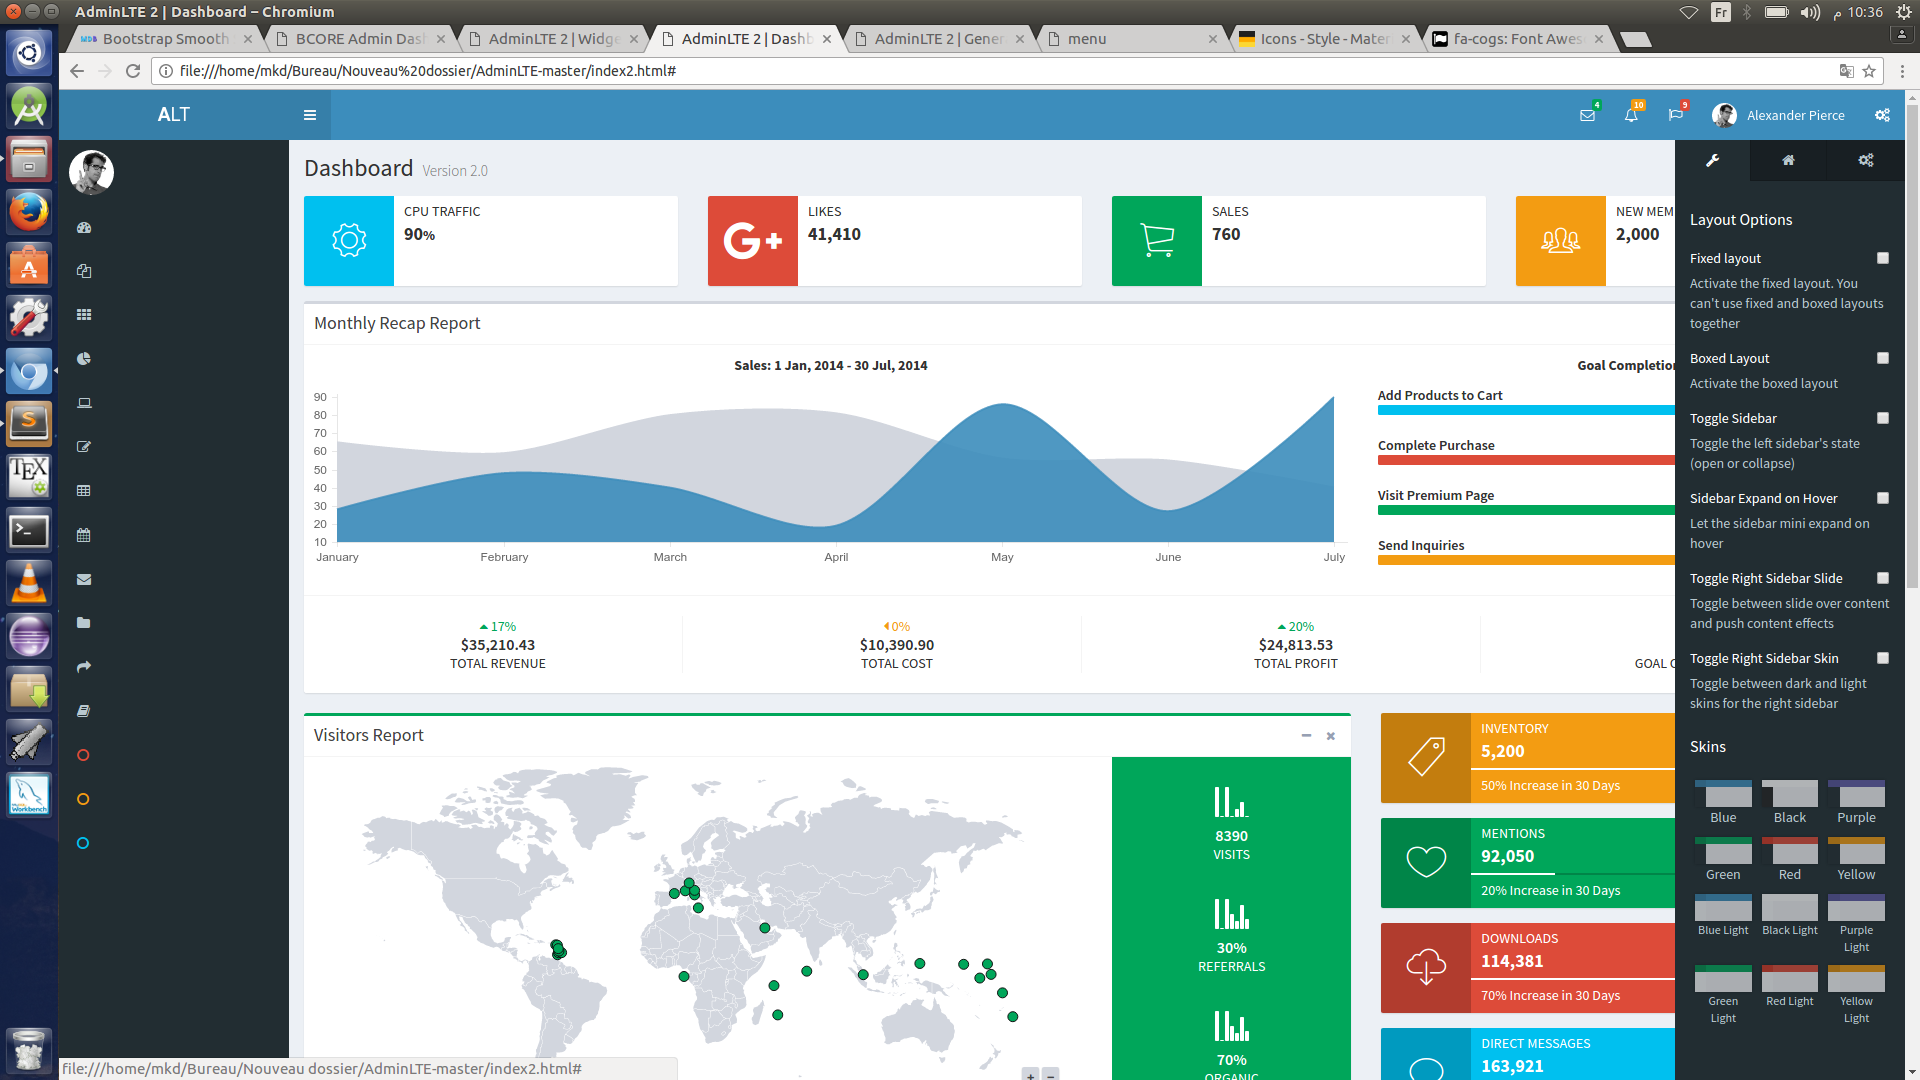 AdminLTE 2 | Dashboard – Chromium
Fr
م 10:36
Bootstrap Smooth
BCORE Admin Das
AdminLTE 2 | Widg
AdminLTE 2 | Dashb
AdminLTE 2 | Gener
menu
Icons - Style - Mater
fa-cogs: Font Awes
file:///home/mkd/Bureau/Nouveau%20dossier/AdminLTE-master/index2.html#
ALT
4
10
9
Alexander Pierce
Dashboard Version 2.0
CPU TRAFFIC
90%
LIKES
41,410
SALES
760
NEW MEM
2,000
Monthly Recap Report
Sales: 1 Jan, 2014 - 30 Jul, 2014
90
80
70
60
50
40
30
20
10
January
February
March
April
May
June
July
Goal Completion
Add Products to Cart
Complete Purchase
Visit Premium Page
Send Inquiries
17%
$35,210.43
TOTAL REVENUE
0%
$10,390.90
TOTAL COST
20%
$24,813.53
TOTAL PROFIT
GOAL C
Visitors Report
8390
VISITS
30%
REFERRALS
70%
ORGANIC
INVENTORY
5,200
50% Increase in 30 Days
MENTIONS
92,050
20% Increase in 30 Days
DOWNLOADS
114,381
70% Increase in 30 Days
DIRECT MESSAGES
163,921
Layout Options
Fixed layout
Activate the fixed layout. You
can't use fixed and boxed layouts
together
Boxed Layout
Activate the boxed layout
Toggle Sidebar
Toggle the left sidebar's state
(open or collapse)
Sidebar Expand on Hover
Let the sidebar mini expand on
hover
Toggle Right Sidebar Slide
Toggle between slide over content
and push content effects
Toggle Right Sidebar Skin
Toggle between dark and light
skins for the right sidebar
Skins
Blue
Black
Purple
Green
Red
Yellow
Blue Light
Black Light
Purple
Light
Green
Light
Red Light
Yellow
Light
file:///home/mkd/Bureau/Nouveau dossier/AdminLTE-master/index2.html#